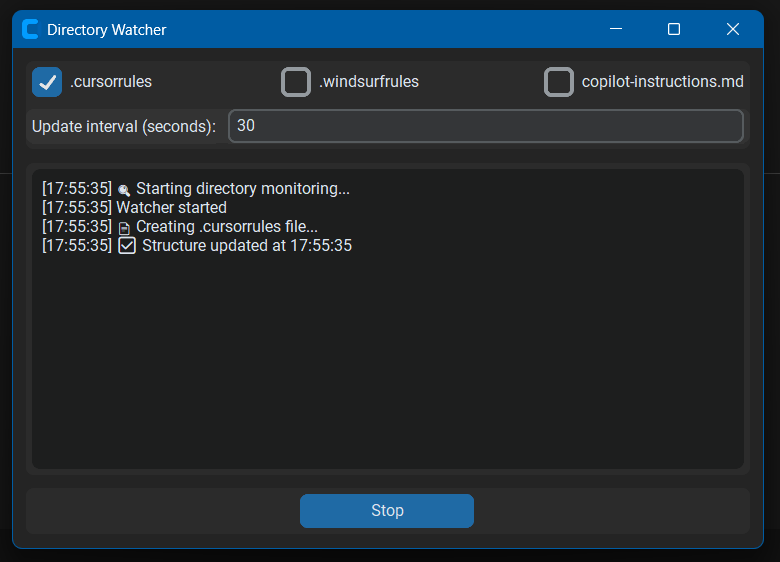 Directory Watcher
.cursorrules .windsurfrules copilot-instructions.md
Update interval (seconds): 30
[17:55:35] 🔍 Starting directory monitoring...
[17:55:35] Watcher started
[17:55:35] 📄 Creating .cursorrules file...
[17:55:35] ☑ Structure updated at 17:55:35
Stop